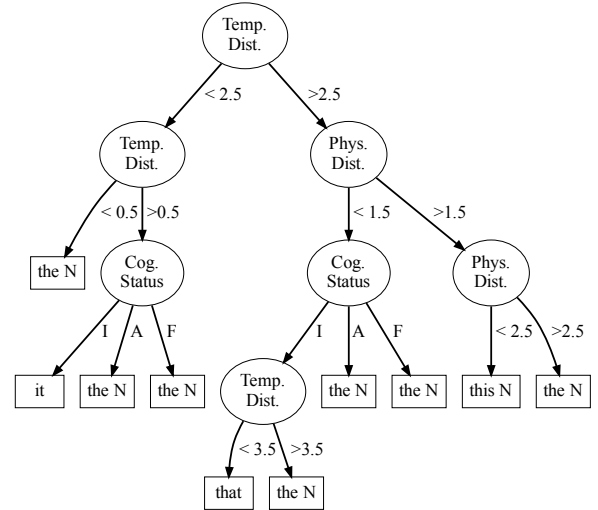 Temp.
Dist.
< 2.5
>2.5
Temp.
Dist.
Phys.
Dist.
< 0.5
>0.5
< 1.5
>1.5
the N
Cog.
Status
Cog.
Status
Phys.
Dist.
I
A
F
I
A
F
< 2.5
>2.5
it
the N
the N
Temp.
Dist.
the N
the N
this N
the N
< 3.5
>3.5
that
the N